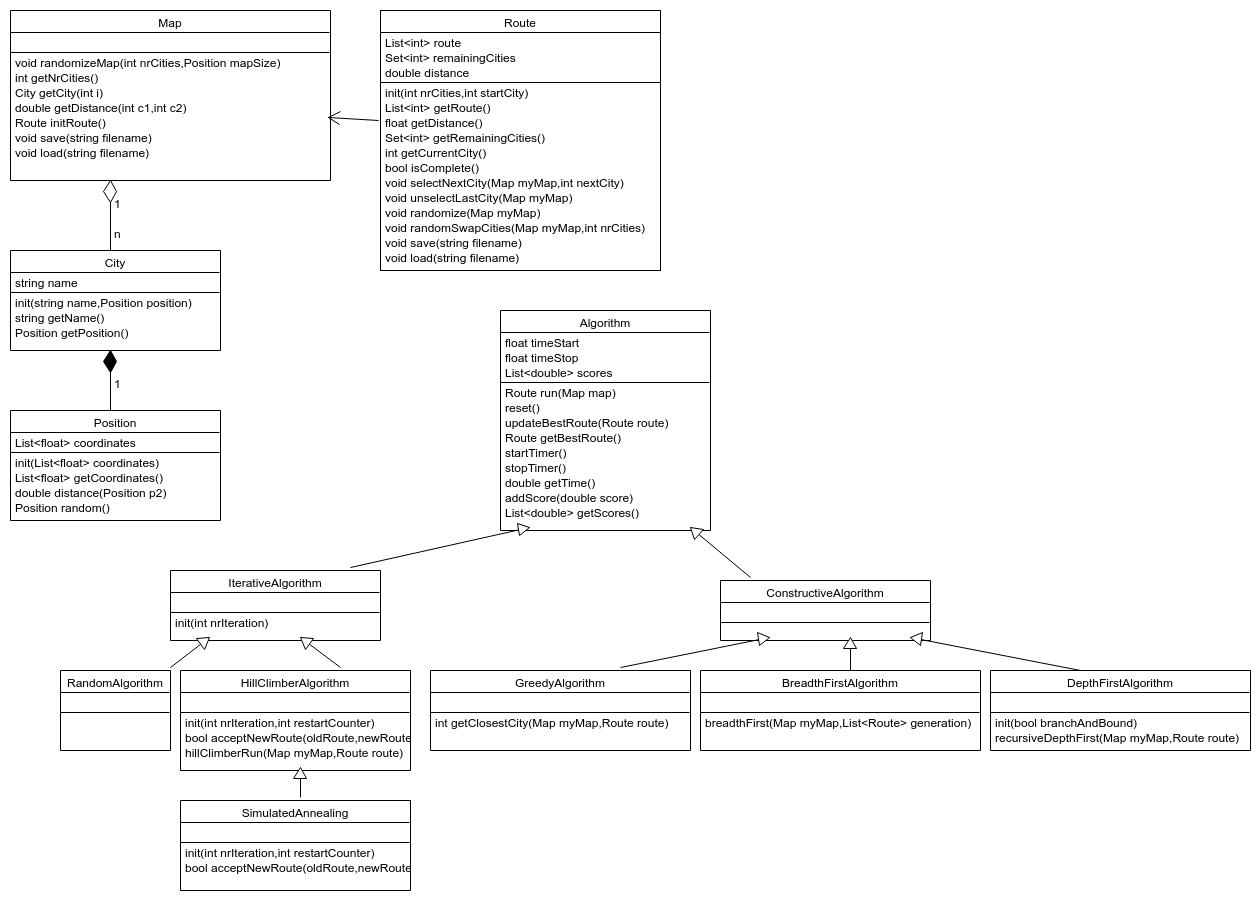 Map
void randomizeMap(int nrCities,Position mapSize)
int getNrCities()
City getCity(int i)
double getDistance(int c1,int c2)
Route initRoute()
void save(string filename)
void load(string filename)
Route
List<int> route
Set<int> remainingCities
double distance
init(int nrCities,int startCity)
List<int> getRoute()
float getDistance()
Set<int> getRemainingCities()
int getCurrentCity()
bool isComplete()
void selectNextCity(Map myMap,int nextCity)
void unselectLastCity(Map myMap)
void randomize(Map myMap)
void randomSwapCities(Map myMap,int nrCities)
void save(string filename)
void load(string filename)
1
n
City
string name
init(string name,Position position)
string getName()
Position getPosition()
1
Position
List<float> coordinates
init(List<float> coordinates)
List<float> getCoordinates()
double distance(Position p2)
Position random()
Algorithm
float timeStart
float timeStop
List<double> scores
Route run(Map map)
reset()
updateBestRoute(Route route)
Route getBestRoute()
startTimer()
stopTimer()
double getTime()
addScore(double score)
List<double> getScores()
IterativeAlgorithm
init(int nrIteration)
ConstructiveAlgorithm
RandomAlgorithm
HillClimberAlgorithm
init(int nrIteration,int restartCounter)
bool acceptNewRoute(oldRoute,newRoute
hillClimberRun(Map myMap,Route route)
GreedyAlgorithm
int getClosestCity(Map myMap,Route route)
BreadthFirstAlgorithm
breadthFirst(Map myMap,List<Route> generation)
DepthFirstAlgorithm
init(bool branchAndBound)
recursiveDepthFirst(Map myMap,Route route)
SimulatedAnnealing
init(int nrIteration,int restartCounter)
bool acceptNewRoute(oldRoute,newRoute